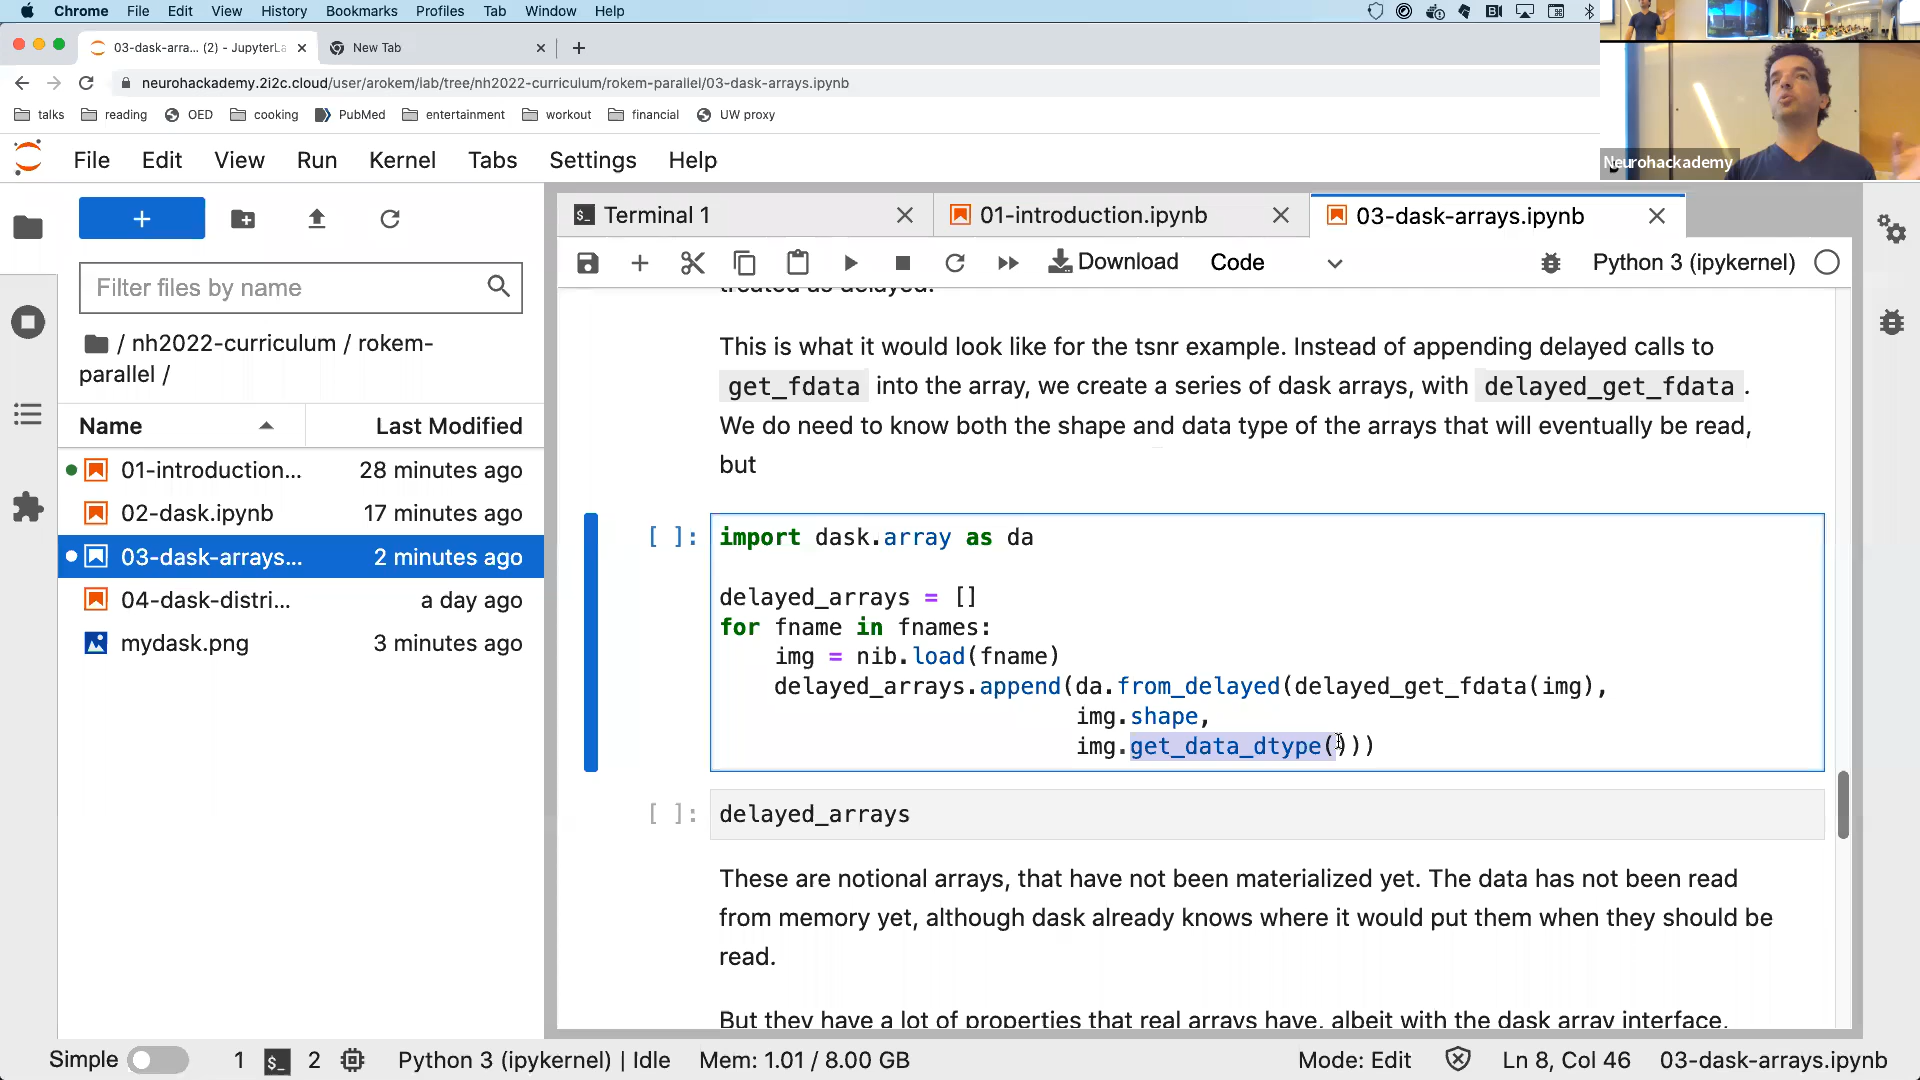 Chrome File Edit View History Bookmarks Profiles Tab Window Help
03-dask-arra... (2) - JupyterLa
New Tab
neurohackademy.2i2c.cloud/user/arokem/lab/tree/nh2022-curriculum/rokem-parallel/03-dask-arrays.ipynb
talks reading OED cooking PubMed entertainment workout financial UW proxy
Neurohackademy
File Edit View Run Kernel Tabs Settings Help
Filter files by name
/ nh2022-curriculum / rokem-
parallel /
Name Last Modified
01-introduction... 28 minutes ago
02-dask.ipynb 17 minutes ago
03-dask-arrays... 2 minutes ago
04-dask-distri... a day ago
mydask.png 3 minutes ago
Terminal 1 01-introduction.ipynb 03-dask-arrays.ipynb
Download Code Python 3 (ipykernel)
treated as delayed.
This is what it would look like for the tsnr example. Instead of appending delayed calls to
get_fdata into the array, we create a series of dask arrays, with delayed_get_fdata .
We do need to know both the shape and data type of the arrays that will eventually be read,
but
[ ]: import dask.array as da
delayed_arrays = []
for fname in fnames:
    img = nib.load(fname)
    delayed_arrays.append(da.from_delayed(delayed_get_fdata(img),
                          img.shape,
                          img.get_data_dtype()))
[ ]: delayed_arrays
These are notional arrays, that have not been materialized yet. The data has not been read
from memory yet, although dask already knows where it would put them when they should be
read.
But they have a lot of properties that real arrays have, albeit with the dask array interface.
Simple 1 2 Python 3 (ipykernel) | Idle Mem: 1.01 / 8.00 GB Mode: Edit Ln 8, Col 46 03-dask-arrays.ipynb